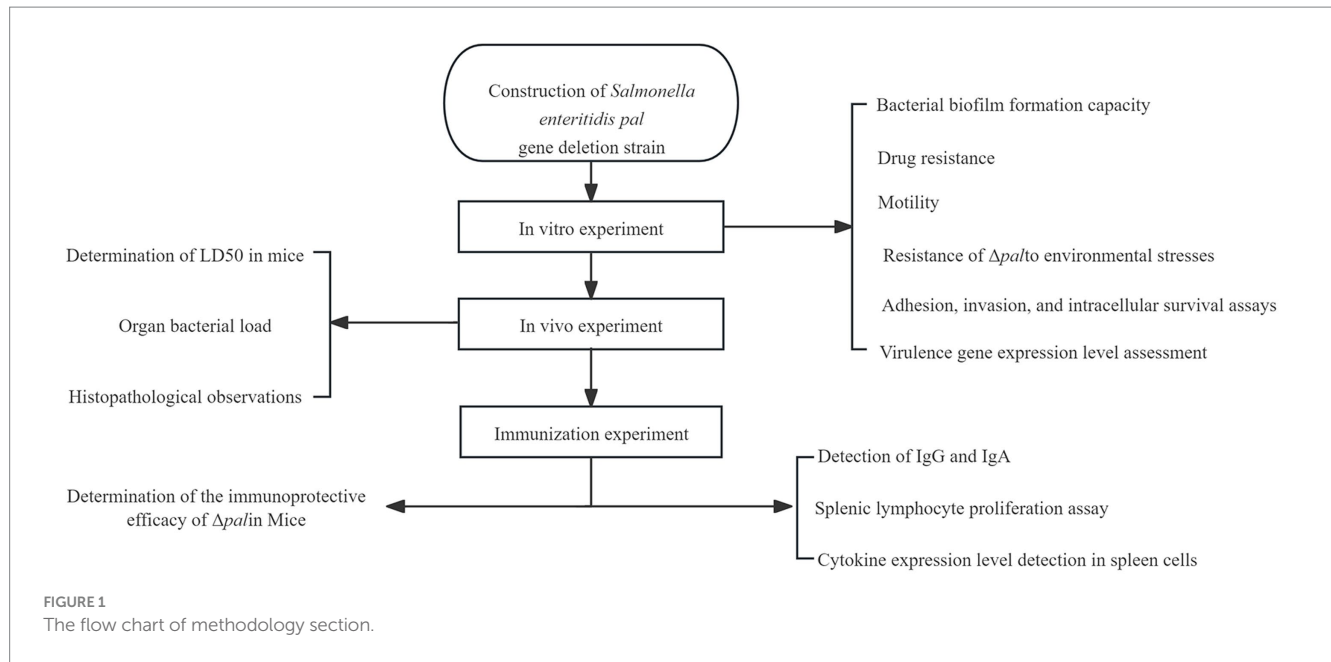 Construction of Salmonella
enteritidis pal
gene deletion strain
In vitro experiment
Bacterial biofilm formation capacity
Drug resistance
Motility
Resistance of Δpalto environmental stresses
Adhesion, invasion, and intracellular survival assays
Virulence gene expression level assessment
In vivo experiment
Determination of LD50 in mice
Organ bacterial load
Histopathological observations
Immunization experiment
Determination of the immunoprotective
efficacy of Δpalin Mice
Detection of IgG and IgA
Splenic lymphocyte proliferation assay
Cytokine expression level detection in spleen cells
FIGURE 1
The flow chart of methodology section.